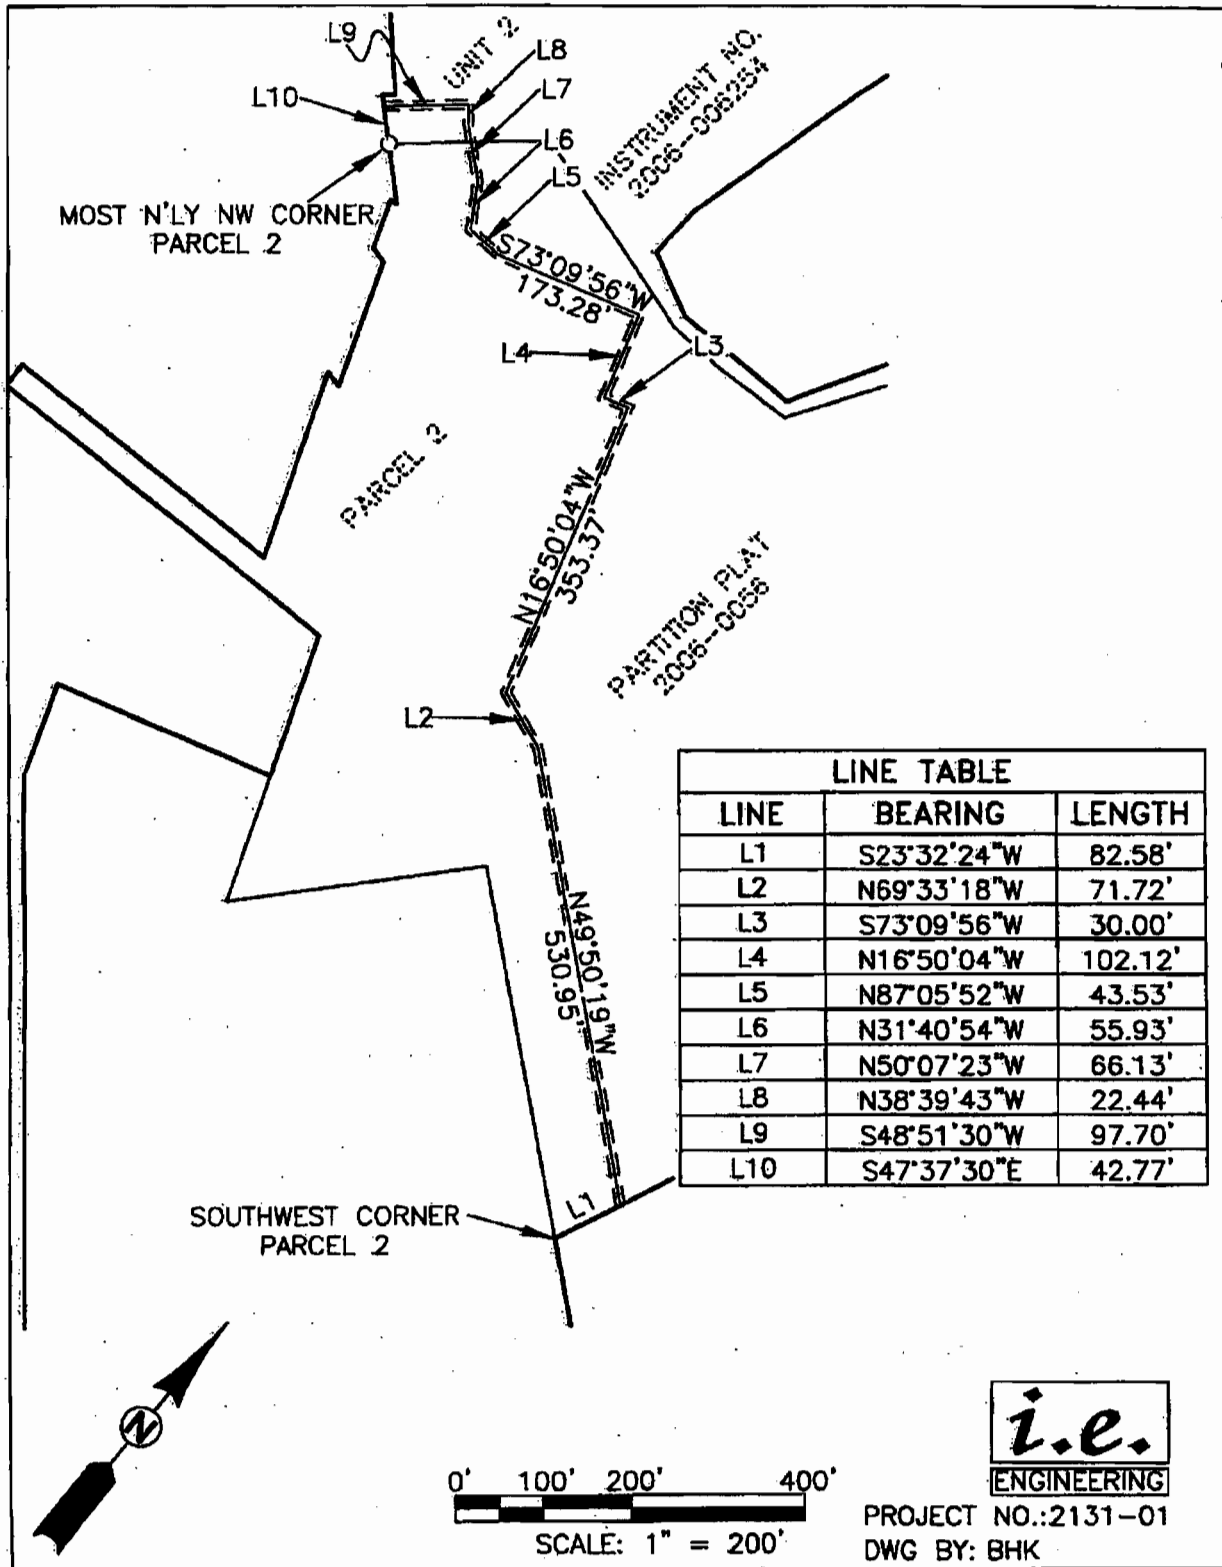 L9
UNIT 2
L8
L10
L7
L6
L5
INSTRUMENT NO.
2006-006254
MOST N'LY NW CORNER
PARCEL 2
S73°09'56"W
173.28'
L4
L3
PARCEL 2
N16°50'04"W
353.37'
PARTITION PLAT
2006-0056
L2
LINE TABLE
LINE BEARING LENGTH
L1 S23°32'24"W 82.58'
L2 N69°33'18"W 71.72'
L3 S73°09'56"W 30.00'
L4 N16°50'04"W 102.12'
L5 N87°05'52"W 43.53'
L6 N31°40'54"W 55.93'
L7 N50°07'23"W 66.13'
L8 N38°39'43"W 22.44'
L9 S48°51'30"W 97.70'
L10 S47°37'30"E 42.77'
N49°50'19"W
530.95'
L1
SOUTHWEST CORNER
PARCEL 2
N
i.e.
ENGINEERING
0' 100' 200' 400'
SCALE: 1" = 200'
PROJECT NO.:2131-01
DWG BY: BHK